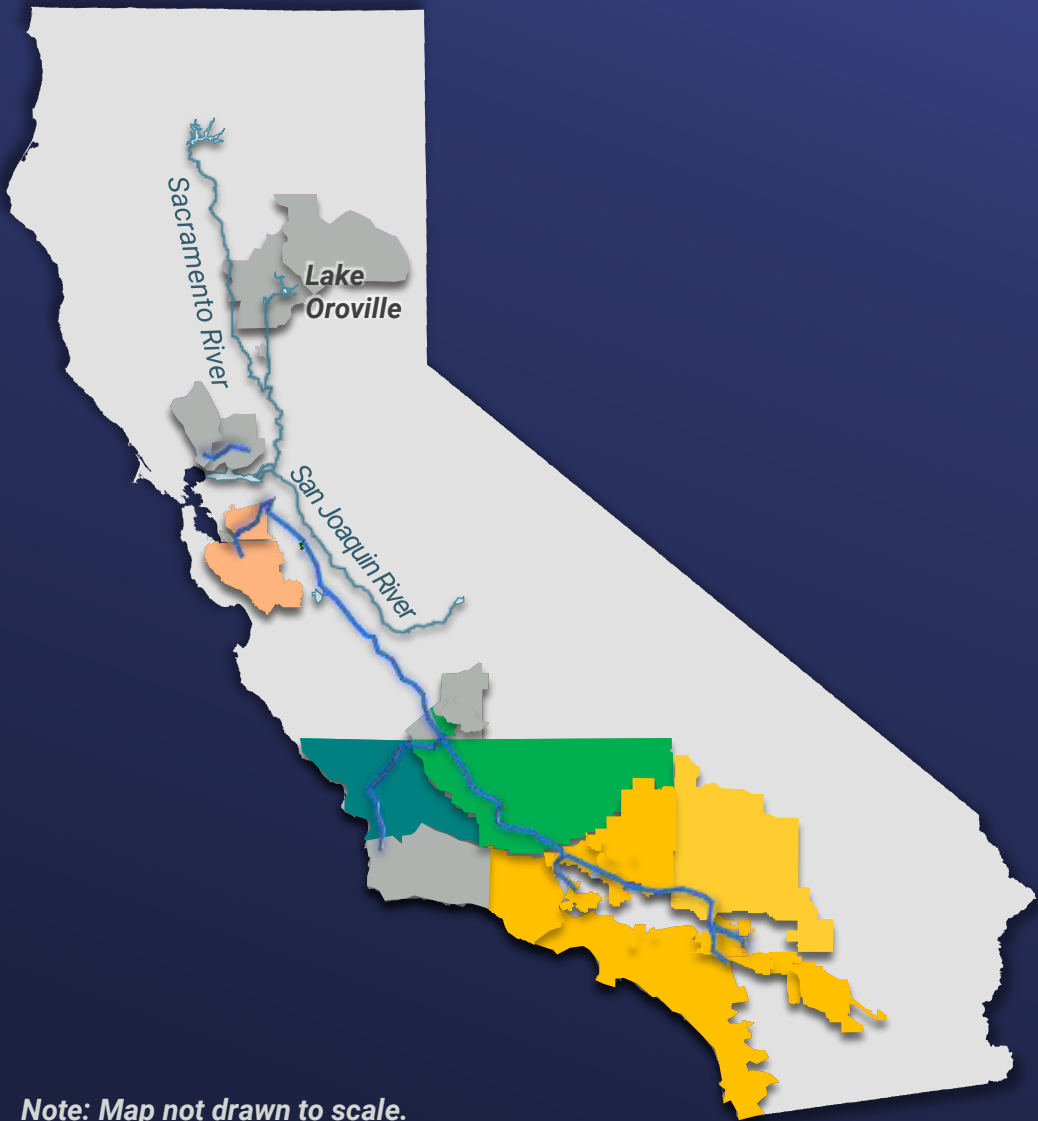 Sacramento River
Lake
Oroville
San Joaquin River
Note: Map not drawn to scale.